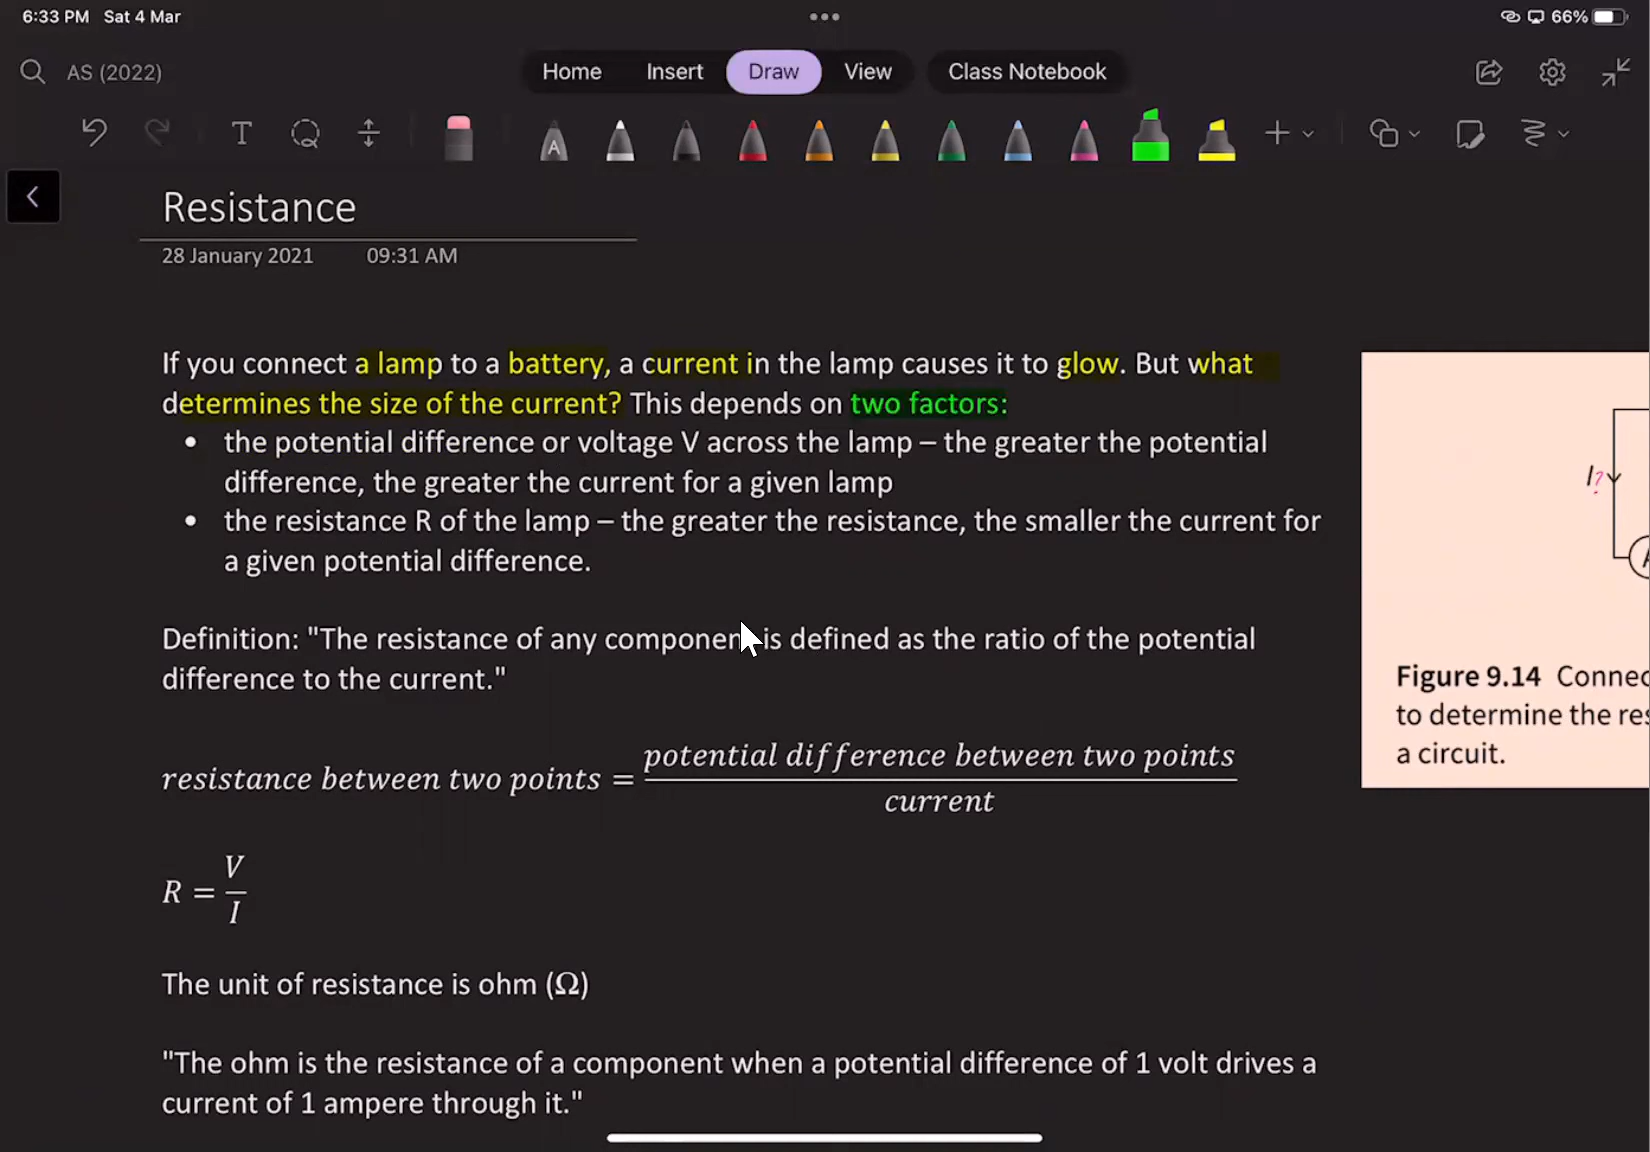 6:33 PM Sat 4 Mar
66%
AS (2022)
Home Insert Draw View Class Notebook
T
A
Resistance
28 January 2021 09:31 AM
If you connect a lamp to a battery, a current in the lamp causes it to glow. But what
determines the size of the current? This depends on two factors:
• the potential difference or voltage V across the lamp – the greater the potential
difference, the greater the current for a given lamp
• the resistance R of the lamp – the greater the resistance, the smaller the current for
a given potential difference.
I?
Definition: "The resistance of any component is defined as the ratio of the potential
difference to the current."
Figure 9.14
to determine the
a circuit.
resistance between two points = potential difference between two points
current
R = V
I
The unit of resistance is ohm (Ω)
"The ohm is the resistance of a component when a potential difference of 1 volt drives a
current of 1 ampere through it."